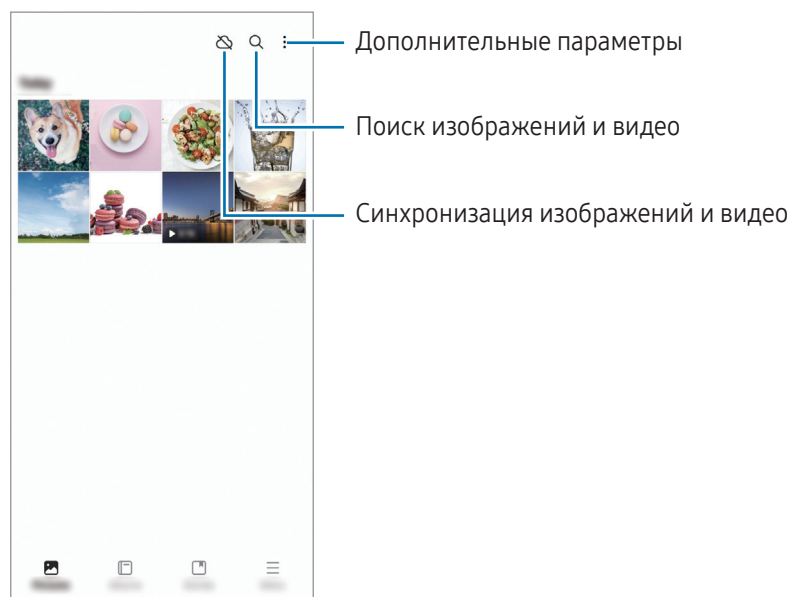 Дополнительные параметры
Поиск изображений и видео
Синхронизация изображений и видео